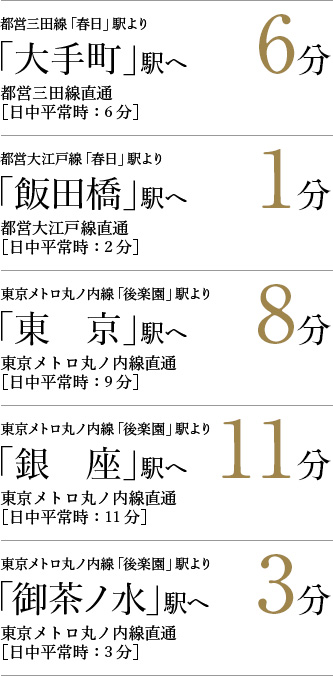 都営三田線「春日」駅より
「大手町」駅へ 6分
都営三田線直通
［日中平常時：6分］
都営大江戸線「春日」駅より
「飯田橋」駅へ 1分
都営大江戸線直通
［日中平常時：2分］
東京メトロ丸ノ内線「後楽園」駅より
「東　京」駅へ 8分
東京メトロ丸ノ内線直通
［日中平常時：9分］
東京メトロ丸ノ内線「後楽園」駅より
「銀　座」駅へ 11分
東京メトロ丸ノ内線直通
［日中平常時：11分］
東京メトロ丸ノ内線「後楽園」駅より
「御茶ノ水」駅へ 3分
東京メトロ丸ノ内線直通
［日中平常時：3分］